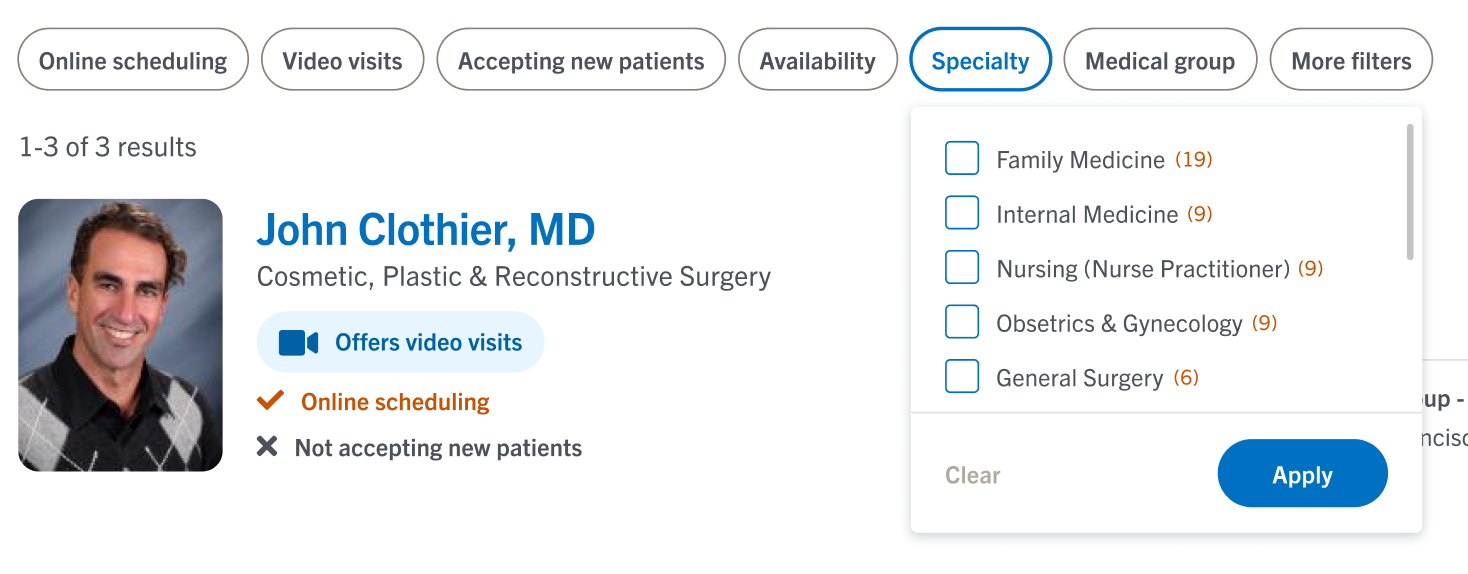 Online scheduling
Video visits
Accepting new patients
Availability
Specialty
Medical group
More filters
1-3 of 3 results
John Clothier, MD
Cosmetic, Plastic & Reconstructive Surgery
Offers video visits
Online scheduling
Not accepting new patients
Family Medicine (19)
Internal Medicine (9)
Nursing (Nurse Practitioner) (9)
Obsetrics & Gynecology (9)
General Surgery (6)
Clear
Apply